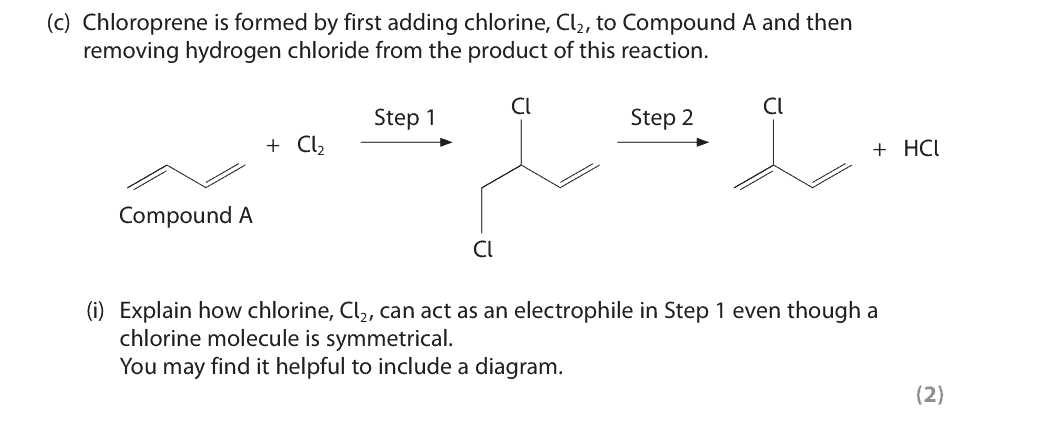 (c) Chloroprene is formed by first adding chlorine, Cl₂, to Compound A and then
removing hydrogen chloride from the product of this reaction.
Cl
Cl
Step 1
Step 2
+ Cl₂
+ HCl
Compound A
Cl
(i) Explain how chlorine, Cl₂, can act as an electrophile in Step 1 even though a
chlorine molecule is symmetrical.
You may find it helpful to include a diagram.
(2)